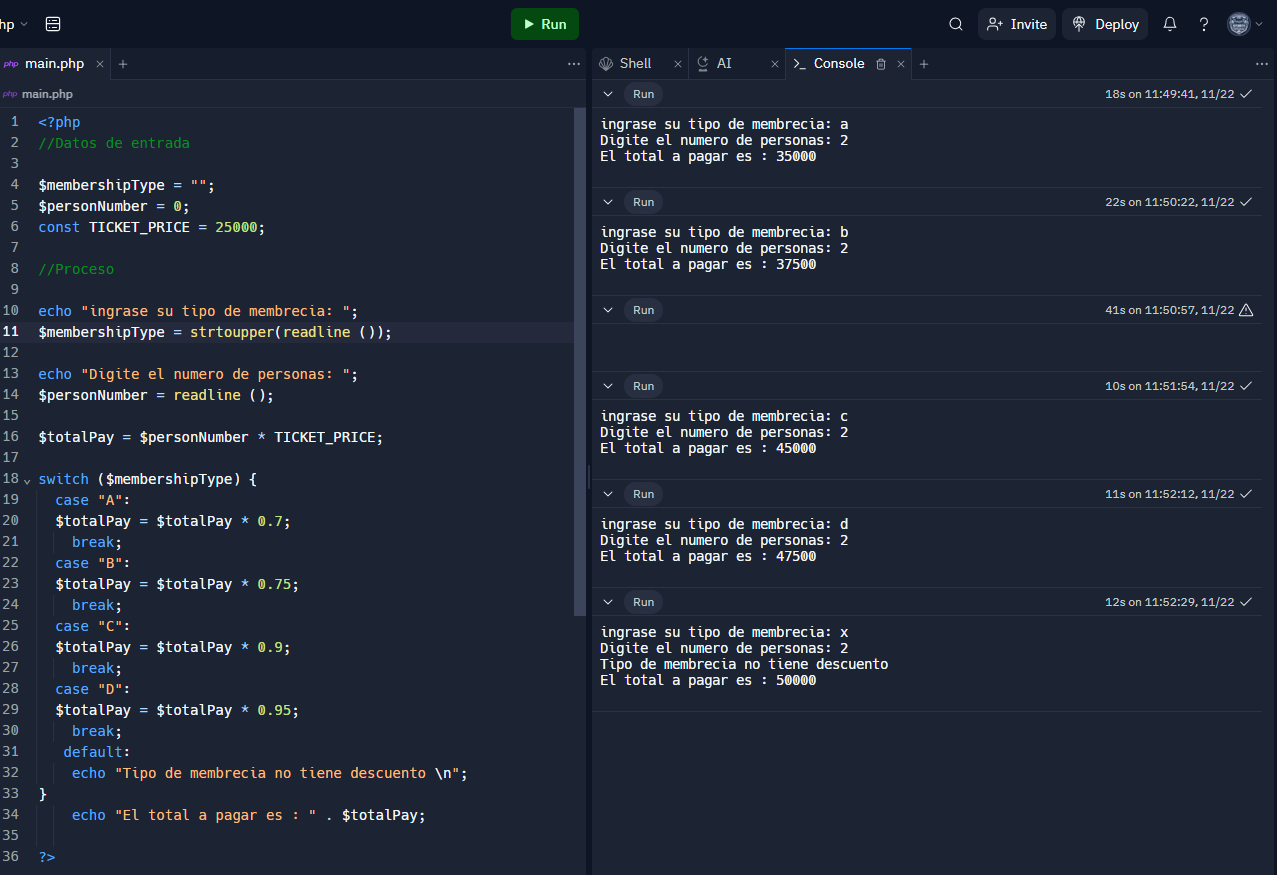 hp
Run
Invite
Deploy
php main.php
Shell
AI
Console
php main.php
1 <?php
2 //Datos de entrada
3
4 $membershipType = "";
5 $personNumber = 0;
6 const TICKET_PRICE = 25000;
7
8 //Proceso
9
10 echo "ingrase su tipo de membrecia: ";
11 $membershipType = strtoupper(readline ());
12
13 echo "Digite el numero de personas: ";
14 $personNumber = readline ();
15
16 $totalPay = $personNumber * TICKET_PRICE;
17
18 switch ($membershipType) {
19 case "A":
20 $totalPay = $totalPay * 0.7;
21 break;
22 case "B":
23 $totalPay = $totalPay * 0.75;
24 break;
25 case "C":
26 $totalPay = $totalPay * 0.9;
27 break;
28 case "D":
29 $totalPay = $totalPay * 0.95;
30 break;
31 default:
32 echo "Tipo de membrecia no tiene descuento \n";
33 }
34 echo "El total a pagar es : " . $totalPay;
35
36 ?>
Run 18s on 11:49:41, 11/22
ingrase su tipo de membrecia: a
Digite el numero de personas: 2
El total a pagar es : 35000
Run 22s on 11:50:22, 11/22
ingrase su tipo de membrecia: b
Digite el numero de personas: 2
El total a pagar es : 37500
Run 41s on 11:50:57, 11/22
Run 10s on 11:51:54, 11/22
ingrase su tipo de membrecia: c
Digite el numero de personas: 2
El total a pagar es : 45000
Run 11s on 11:52:12, 11/22
ingrase su tipo de membrecia: d
Digite el numero de personas: 2
El total a pagar es : 47500
Run 12s on 11:52:29, 11/22
ingrase su tipo de membrecia: x
Digite el numero de personas: 2
Tipo de membrecia no tiene descuento
El total a pagar es : 50000